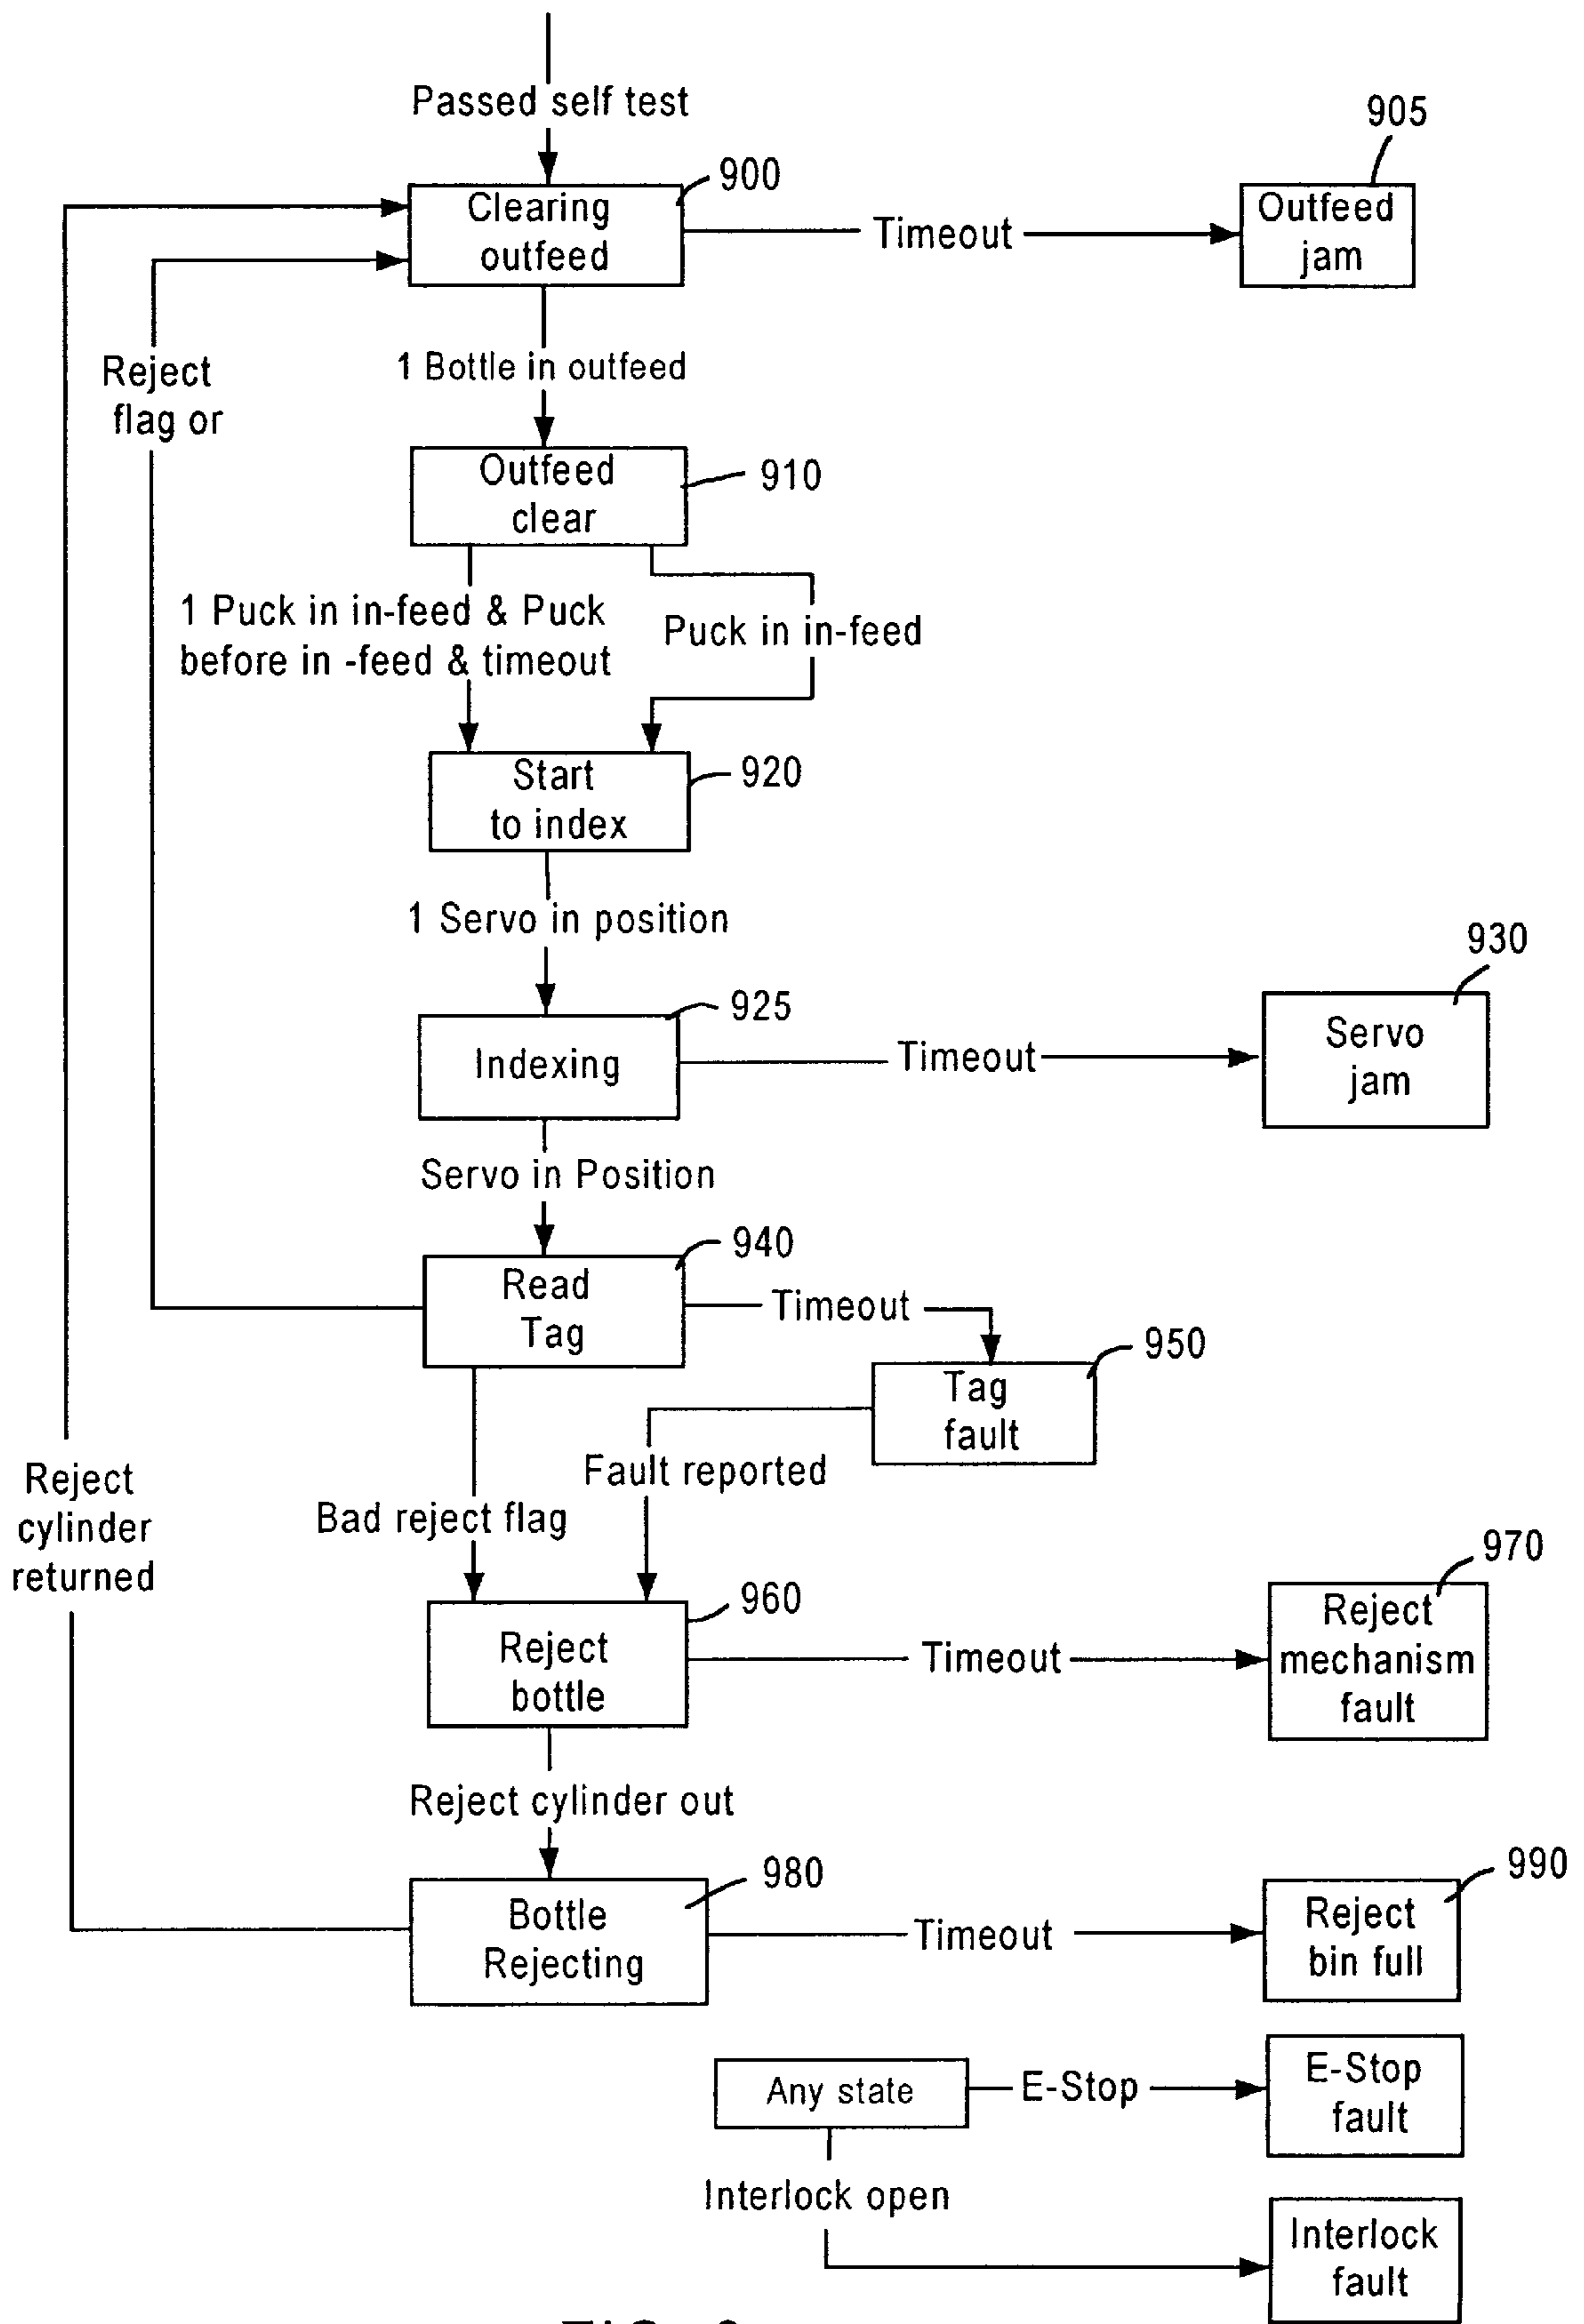 Passed self test
900
Clearing
outfeed
Timeout
905
Outfeed
jam
Reject
flag or
1 Bottle in outfeed
Outfeed
clear
910
1 Puck in in-feed & Puck
before in -feed & timeout
Puck in in-feed
Start
to index
920
1 Servo in position
925
Indexing
Timeout
930
Servo
jam
Servo in Position
940
Read
Tag
Timeout
950
Tag
fault
Fault reported
Bad reject flag
Reject
cylinder
returned
960
Reject
bottle
Timeout
970
Reject
mechanism
fault
Reject cylinder out
980
Bottle
Rejecting
Timeout
990
Reject
bin full
Any state
E-Stop
E-Stop
fault
Interlock open
Interlock
fault